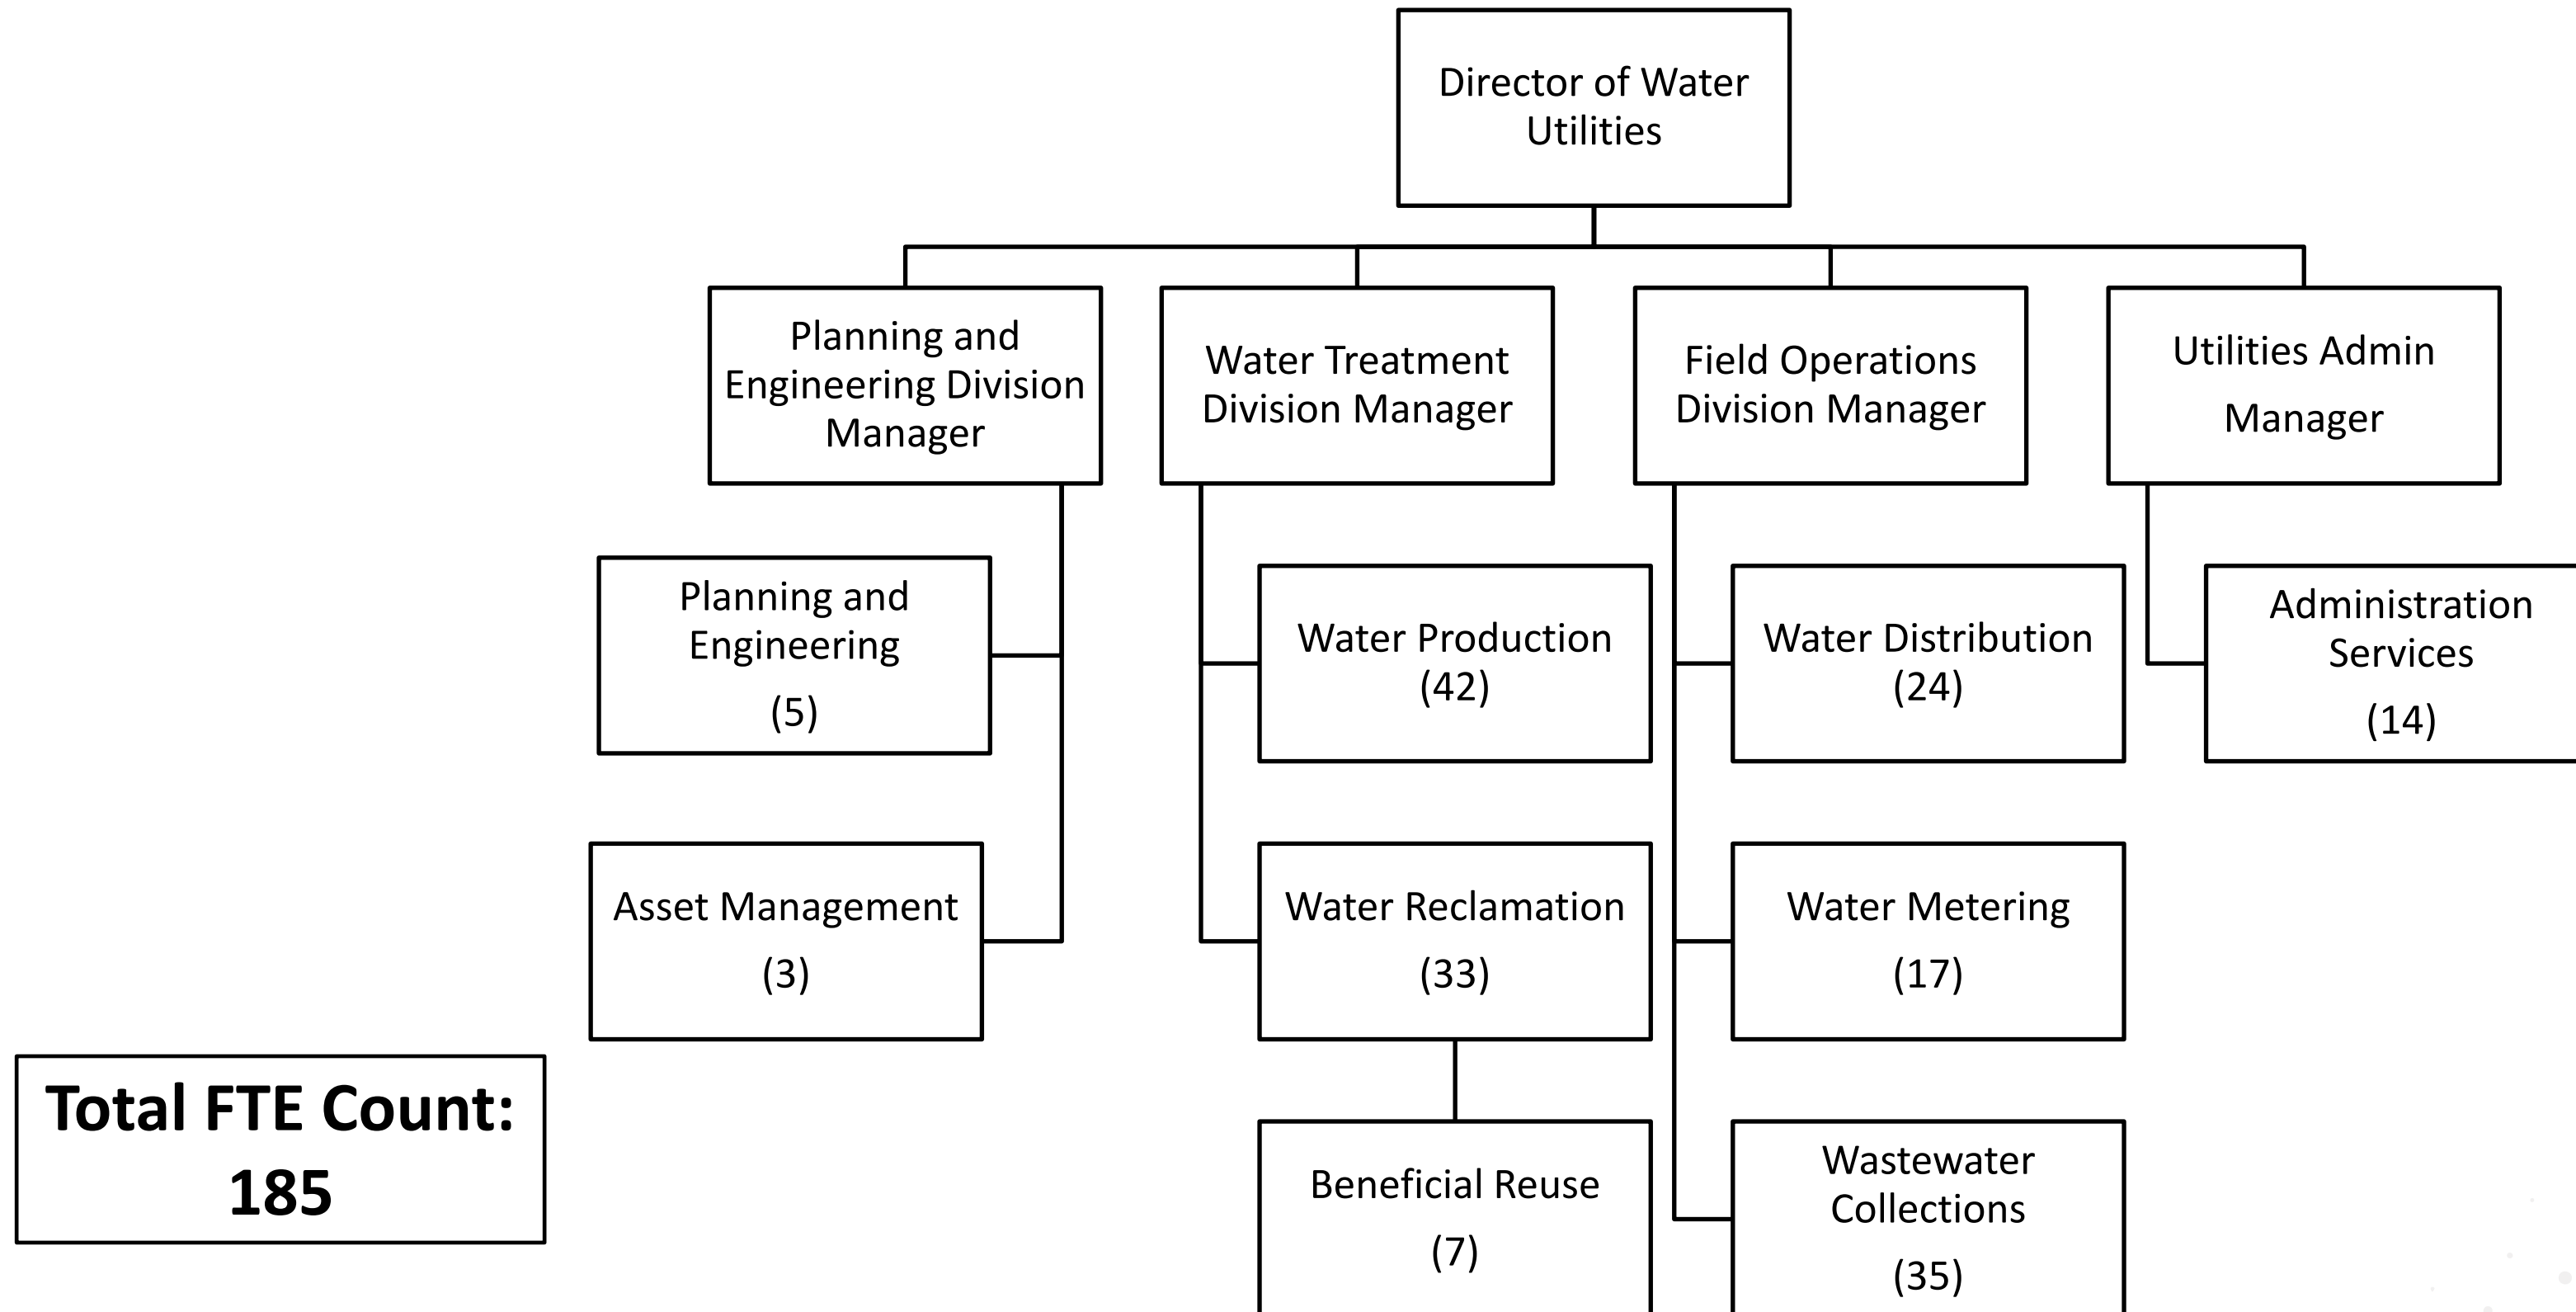 Director of Water
Utilities
Planning and
Engineering Division
Manager
Water Treatment
Division Manager
Field Operations
Division Manager
Utilities Admin
Manager
Planning and
Engineering
(5)
Water Production
(42)
Water Distribution
(24)
Administration
Services
(14)
Asset Management
(3)
Water Reclamation
(33)
Water Metering
(17)
Total FTE Count:
185
Beneficial Reuse
(7)
Wastewater
Collections
(35)